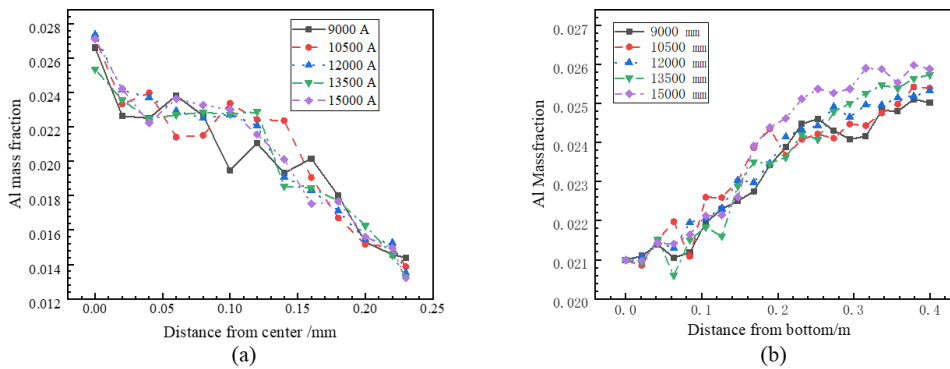 0.028
0.026
0.024
0.022
0.020
0.018
0.016
0.014
0.012
Al mass fraction
0.00
0.05
0.10
0.15
0.20
0.25
Distance from center /mm
9000 A
10500 A
12000 A
13500 A
15000 A
(a)
0.027
0.026
0.025
0.024
0.023
0.022
0.021
0.020
Al Massfraction
0.0
0.1
0.2
0.3
0.4
Distance from bottom/m
9000 mm
10500 mm
12000 mm
13500 mm
15000 mm
(b)